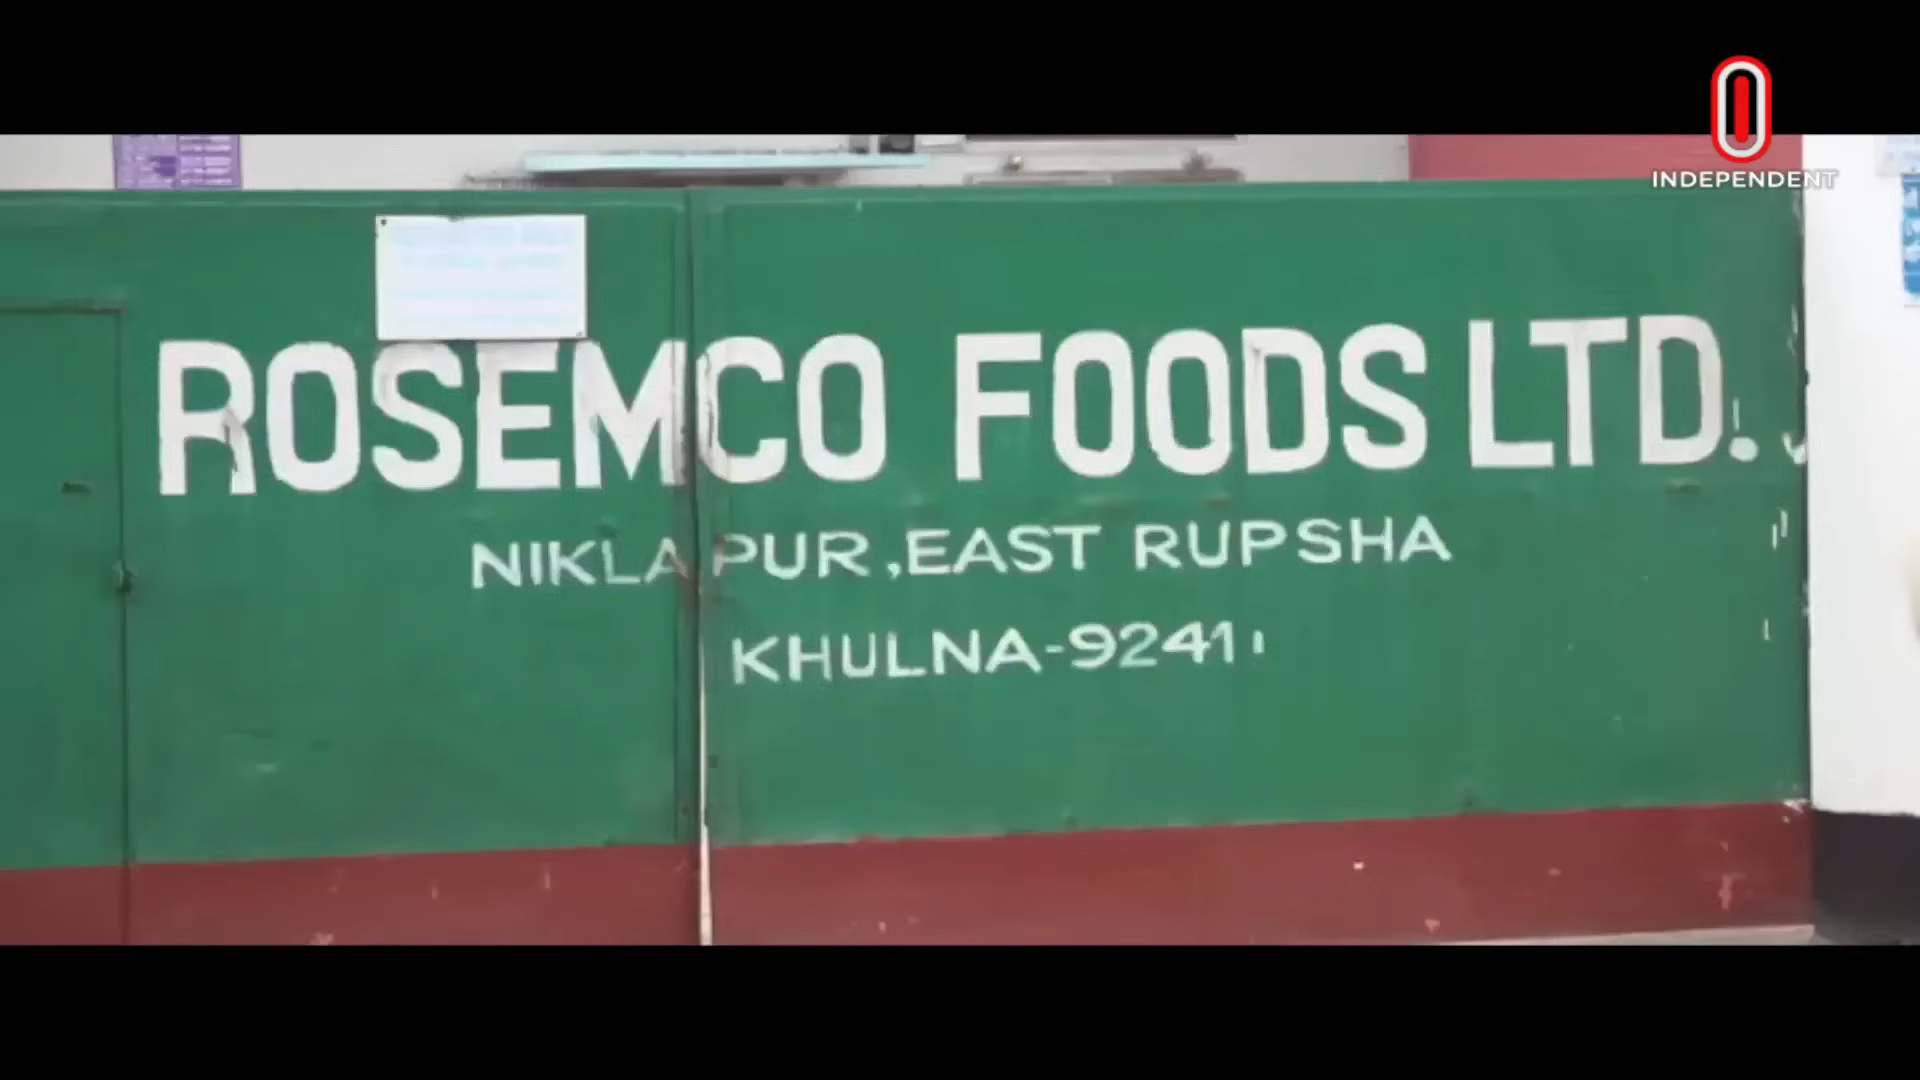 INDEPENDENT
ROSEMCO FOODS LTD.
NIKLAPUR, EAST RUPSHA
KHULNA-9241